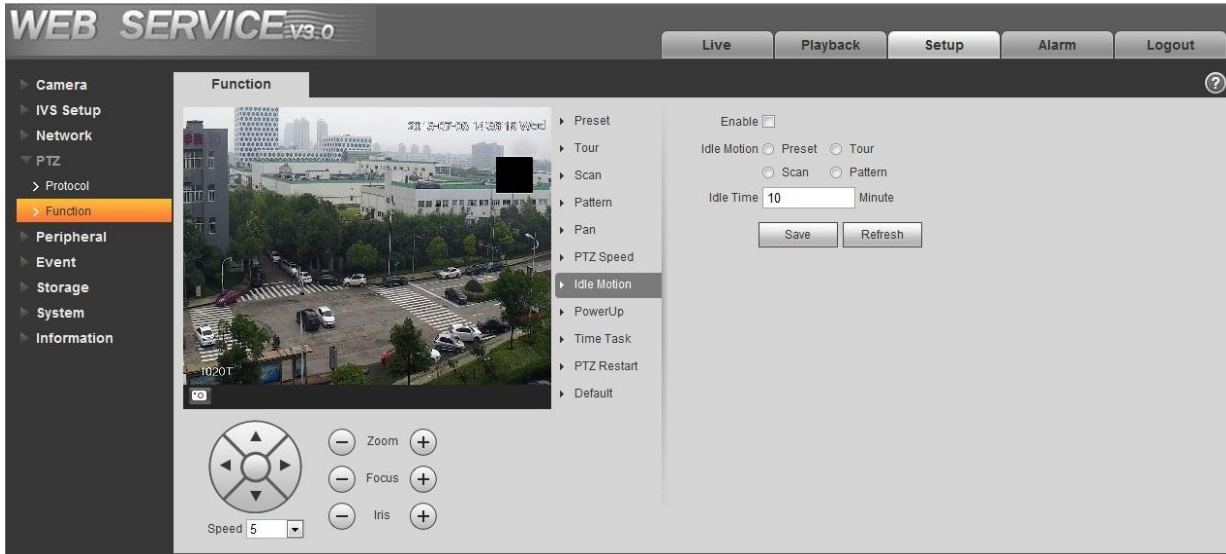 WEB SERVICE V3.0
Live Playback Setup Alarm Logout
Camera
IVS Setup
Network
PTZ
Protocol
Function
Peripheral
Event
Storage
System
Information
Function
1020T
Zoom
Focus
Iris
Speed 5
Preset
Tour
Scan
Pattern
Pan
PTZ Speed
Idle Motion
PowerUp
Time Task
PTZ Restart
Default
Enable
Idle Motion Preset Tour
Scan Pattern
Idle Time 10 Minute
Save Refresh